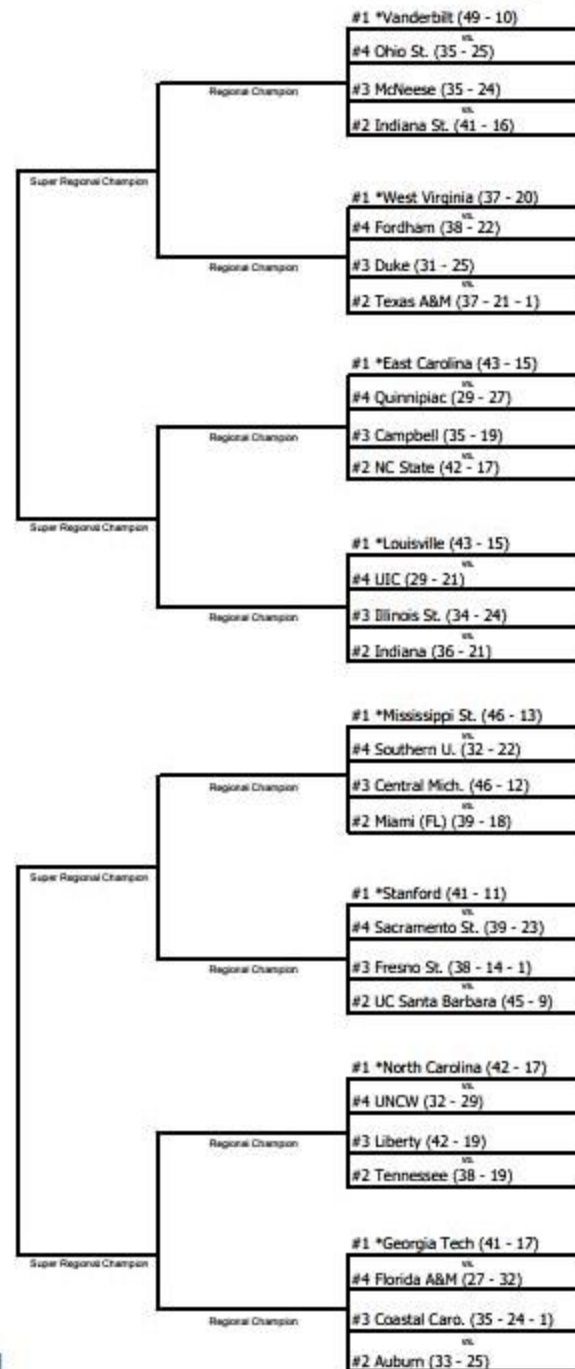 #1 *Vanderbilt (49 - 10)
vs.
#4 Ohio St. (35 - 25)
Regional Champion
#3 McNeese (35 - 24)
vs.
#2 Indiana St. (41 - 16)
Super Regional Champion
#1 *West Virginia (37 - 20)
vs.
#4 Fordham (38 - 22)
Regional Champion
#3 Duke (31 - 25)
vs.
#2 Texas A&M (37 - 21 - 1)
#1 *East Carolina (43 - 15)
vs.
#4 Quinnipiac (29 - 27)
Regional Champion
#3 Campbell (35 - 19)
vs.
#2 NC State (42 - 17)
Super Regional Champion
#1 *Louisville (43 - 15)
vs.
#4 UIC (29 - 21)
Regional Champion
#3 Illinois St. (34 - 24)
vs.
#2 Indiana (36 - 21)
#1 *Mississippi St. (46 - 13)
vs.
#4 Southern U. (32 - 22)
Regional Champion
#3 Central Mich. (46 - 12)
vs.
#2 Miami (FL) (39 - 18)
Super Regional Champion
#1 *Stanford (41 - 11)
vs.
#4 Sacramento St. (39 - 23)
Regional Champion
#3 Fresno St. (38 - 14 - 1)
vs.
#2 UC Santa Barbara (45 - 9)
#1 *North Carolina (42 - 17)
vs.
#4 UNCW (32 - 29)
Regional Champion
#3 Liberty (42 - 19)
vs.
#2 Tennessee (38 - 19)
Super Regional Champion
#1 *Georgia Tech (41 - 17)
vs.
#4 Florida A&M (27 - 32)
Regional Champion
#3 Coastal Caro. (35 - 24 - 1)
vs.
#2 Auburn (33 - 25)